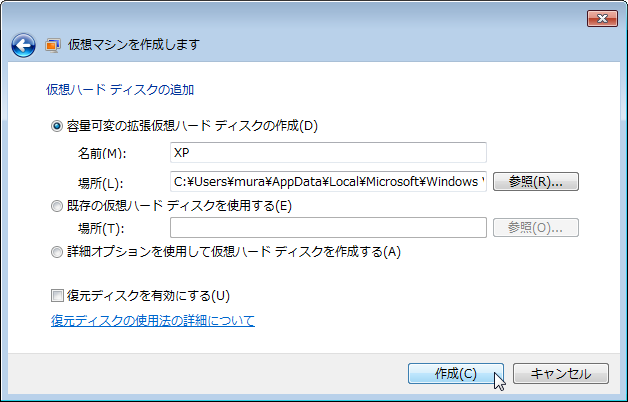 仮想マシンを作成します
仮想ハード ディスクの追加
容量可変の拡張仮想ハード ディスクの作成(D)
名前(M): XP
場所(L): C:¥Users¥mura¥AppData¥Local¥Microsoft¥Windows 参照(R)...
既存の仮想ハード ディスクを使用する(E)
場所(T): 参照(O)...
詳細オプションを使用して仮想ハード ディスクを作成する(A)
復元ディスクを有効にする(U)
復元ディスクの使用法の詳細について
作成(C) キャンセル